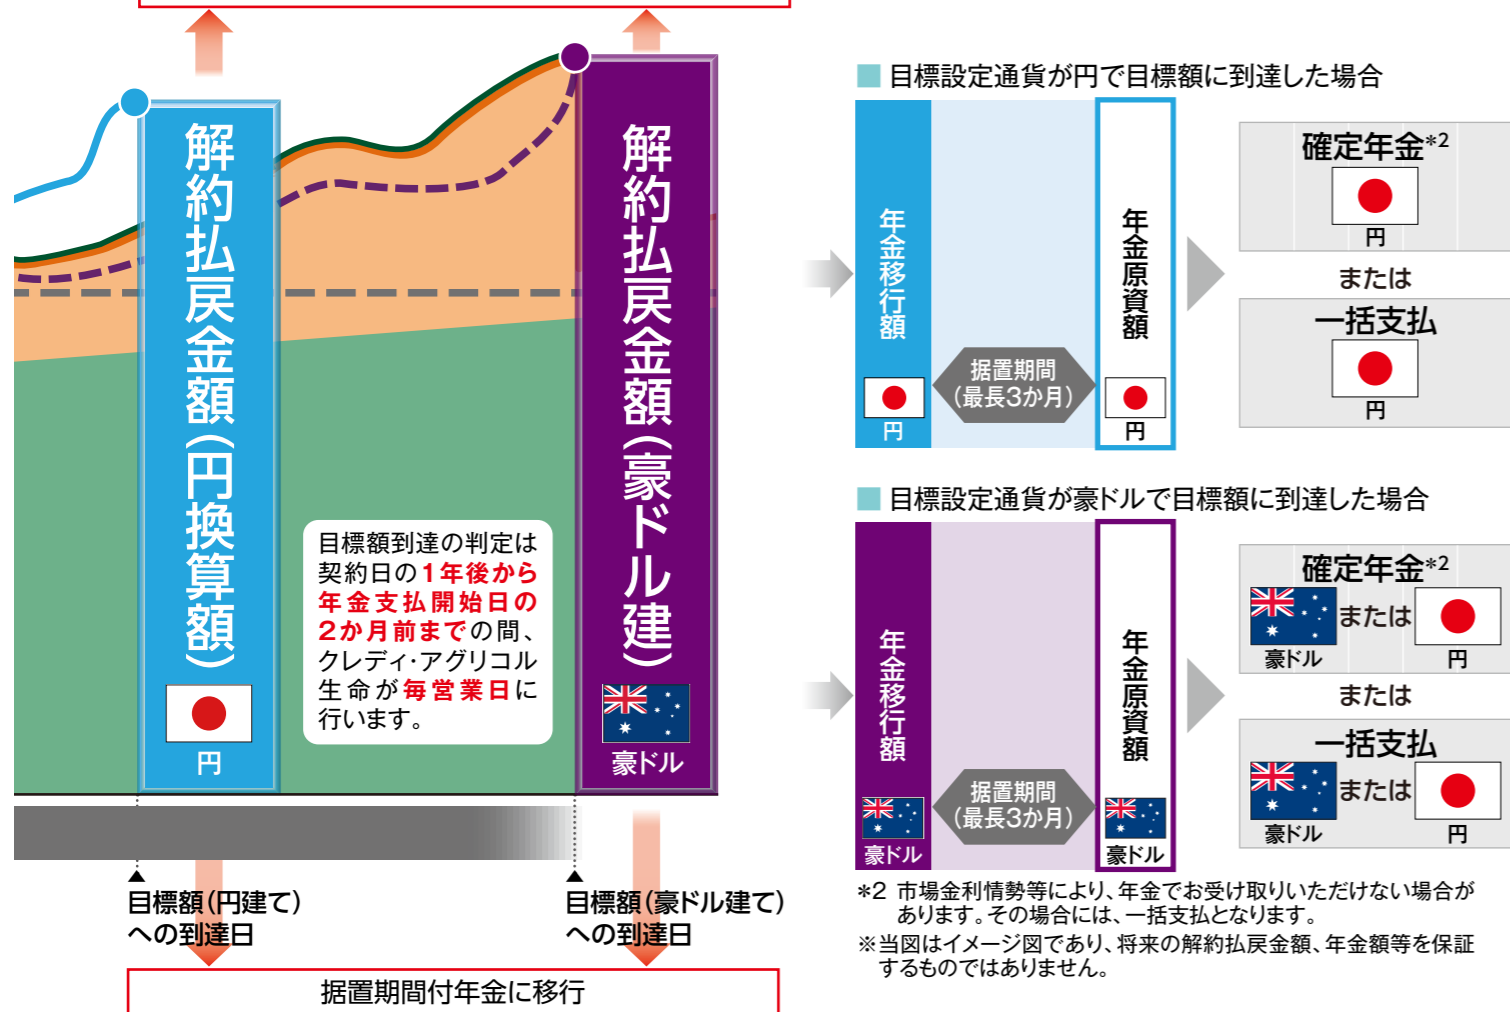 解約払戻金額(円換算額)
円
解約払戻金額(豪ドル建)
豪ドル
目標額到達の判定は
契約日の1年後から
年金支払開始日の
2か月前までの間、
クレディ・アグリコル
生命が毎営業日に
行います。
目標額(円建て)
への到達日
目標額(豪ドル建て)
への到達日
据置期間付年金に移行
目標設定通貨が円で目標額に到達した場合
年金移行額
円
据置期間
(最長3か月)
年金原資額
円
確定年金*2
円
または
一括支払
円
目標設定通貨が豪ドルで目標額に到達した場合
年金移行額
豪ドル
据置期間
(最長3か月)
年金原資額
豪ドル
確定年金*2
または
豪ドル 円
または
一括支払
または
豪ドル 円
*2 市場金利情勢等により、年金でお受け取りいただけない場合が
あります。その場合には、一括支払となります。
※当図はイメージ図であり、将来の解約払戻金額、年金額等を保証
するものではありません。